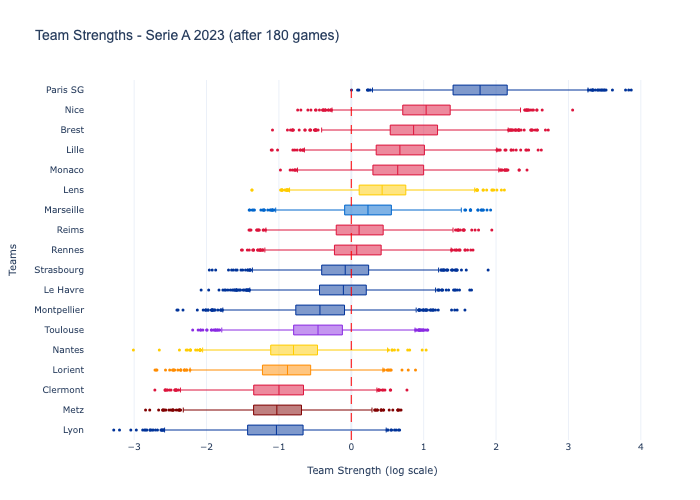 Team Strengths - Serie A 2023 (after 180 games)
Paris SG
Nice
Brest
Lille
Monaco
Lens
Marseille
Reims
Rennes
Strasbourg
Le Havre
Montpellier
Toulouse
Nantes
Lorient
Clermont
Metz
Lyon
Teams
−3 −2 −1 0 1 2 3 4
Team Strength (log scale)